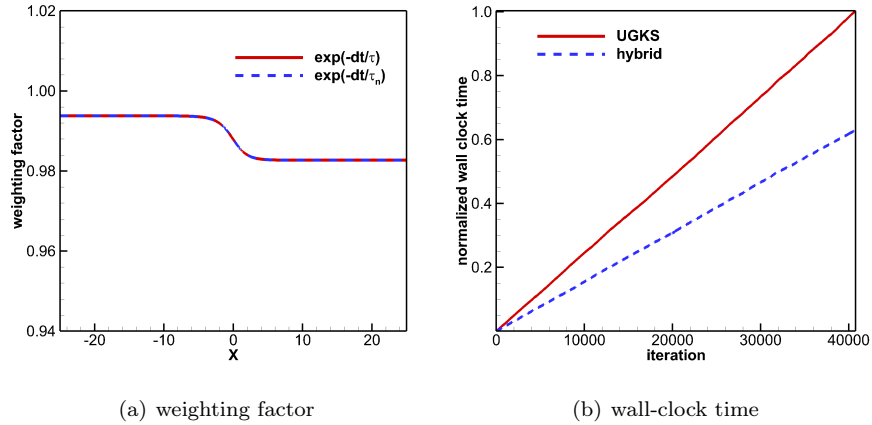 1.02
1.00
0.98
0.96
0.94
weighting factor
exp(-dt/τ)
exp(-dt/τn)
-20 -10 0 10 20
X
(a) weighting factor
1.0
0.8
0.6
0.4
0.2
normalized wall clock time
UGKS
hybrid
0 10000 20000 30000 40000
iteration
(b) wall-clock time